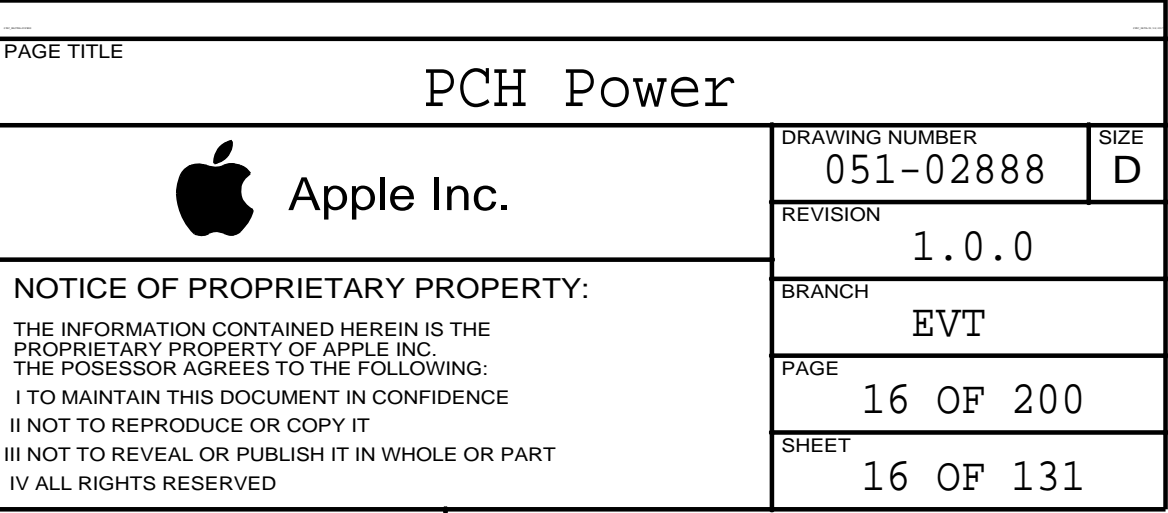 PAGE TITLE
PCH Power
Apple Inc.
DRAWING NUMBER
051-02888
SIZE
D
REVISION
1.0.0
NOTICE OF PROPRIETARY PROPERTY:
THE INFORMATION CONTAINED HEREIN IS THE
PROPRIETARY PROPERTY OF APPLE INC.
THE POSESSOR AGREES TO THE FOLLOWING:
I TO MAINTAIN THIS DOCUMENT IN CONFIDENCE
II NOT TO REPRODUCE OR COPY IT
III NOT TO REVEAL OR PUBLISH IT IN WHOLE OR PART
IV ALL RIGHTS RESERVED
BRANCH
EVT
PAGE
16 OF 200
SHEET
16 OF 131